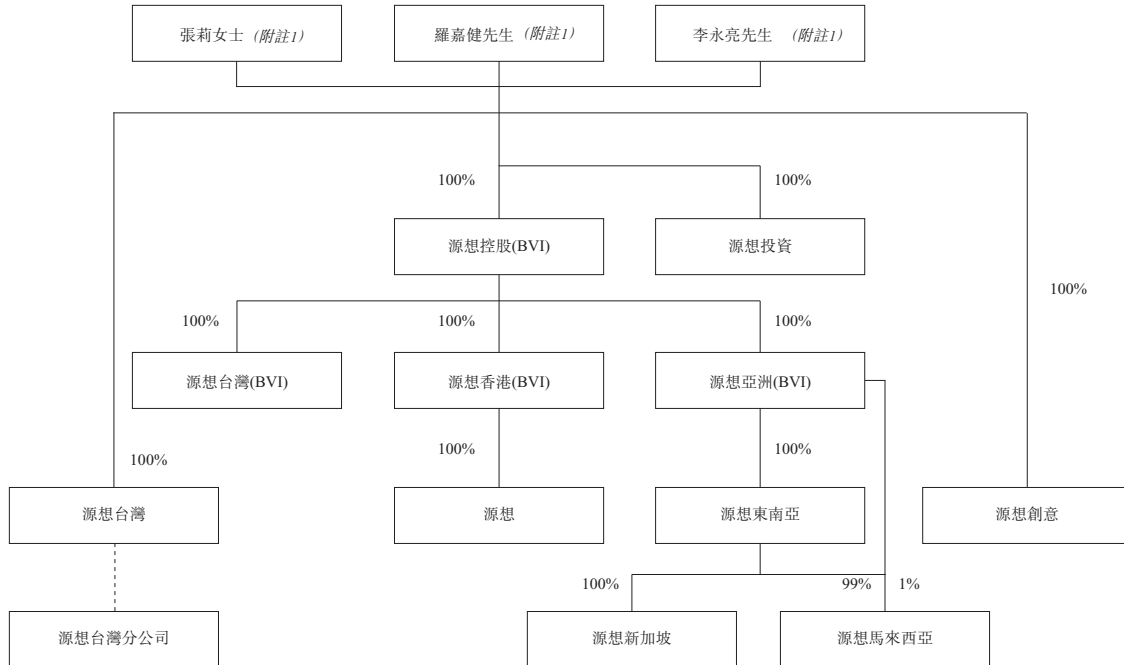 張莉女士（附註1）
羅嘉健先生（附註1）
李永亮先生（附註1）
100%
100%
源想控股(BVI)
源想投資
100%
100%
100%
100%
源想台灣(BVI)
源想香港(BVI)
源想亞洲(BVI)
100%
100%
100%
源想台灣
源想
源想東南亞
源想創意
100%
99%
1%
源想台灣分公司
源想新加坡
源想馬來西亞